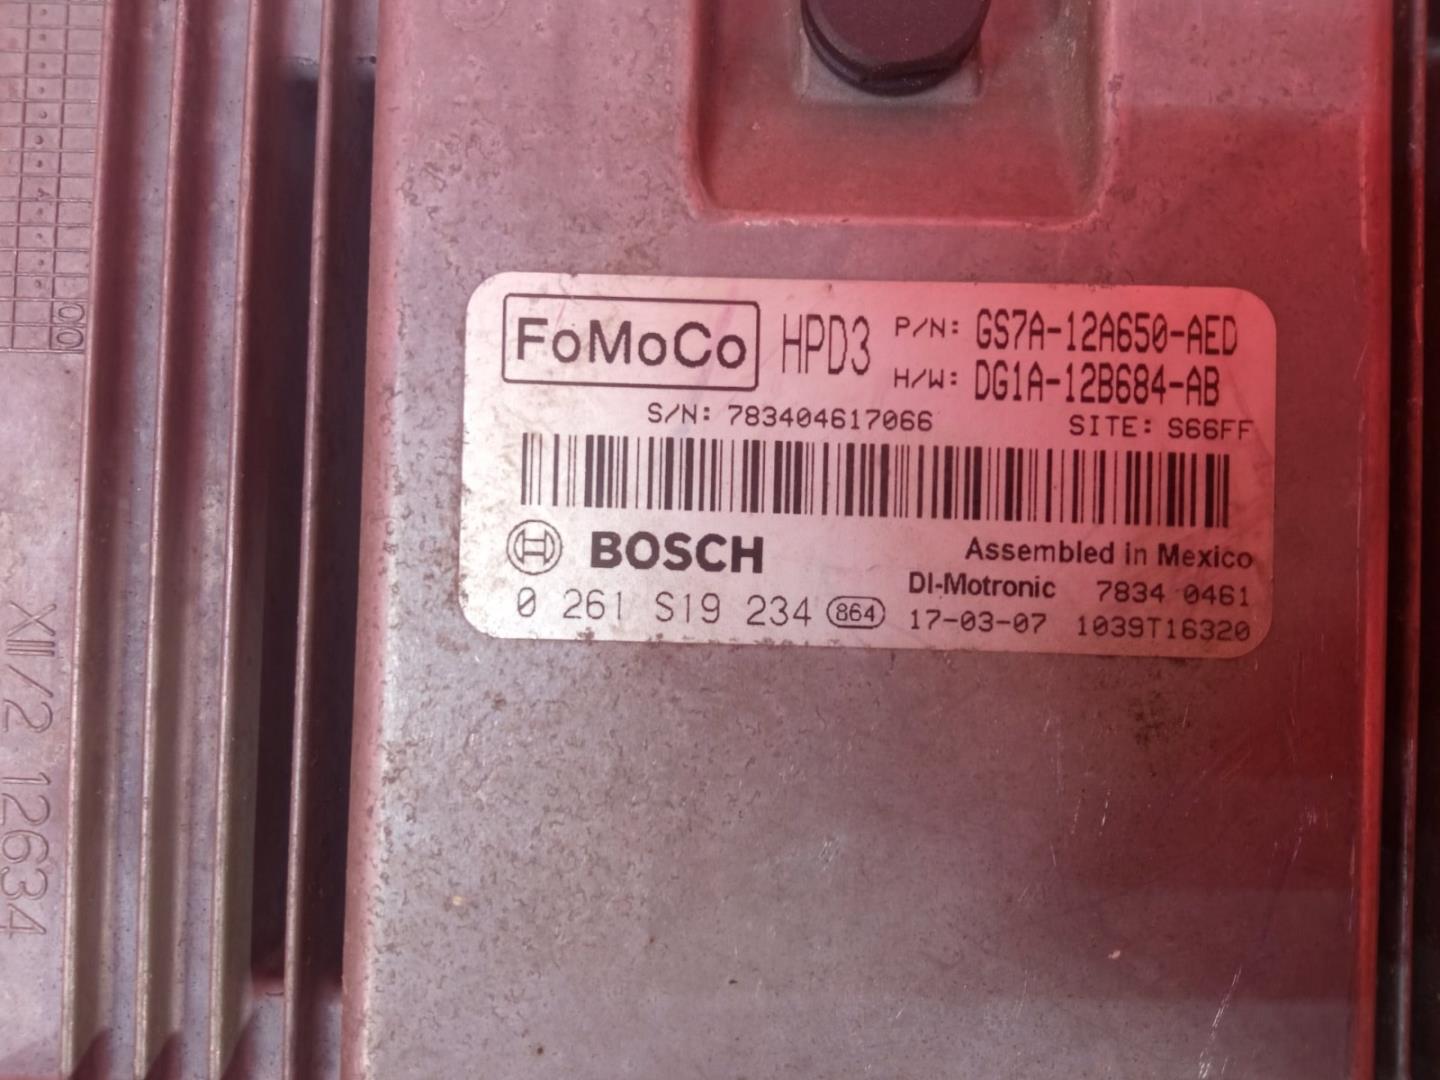 FoMoCo HPD3 P/N: GS7A-12A650-AED
H/W: DG1A-12B684-AB
S/N: 783404617066 SITE: S66FF
BOSCH Assembled in Mexico
DI-Motronic 7834 0461
0 261 S19 234 864 17-03-07 1039T16320
XII/2 12634
00